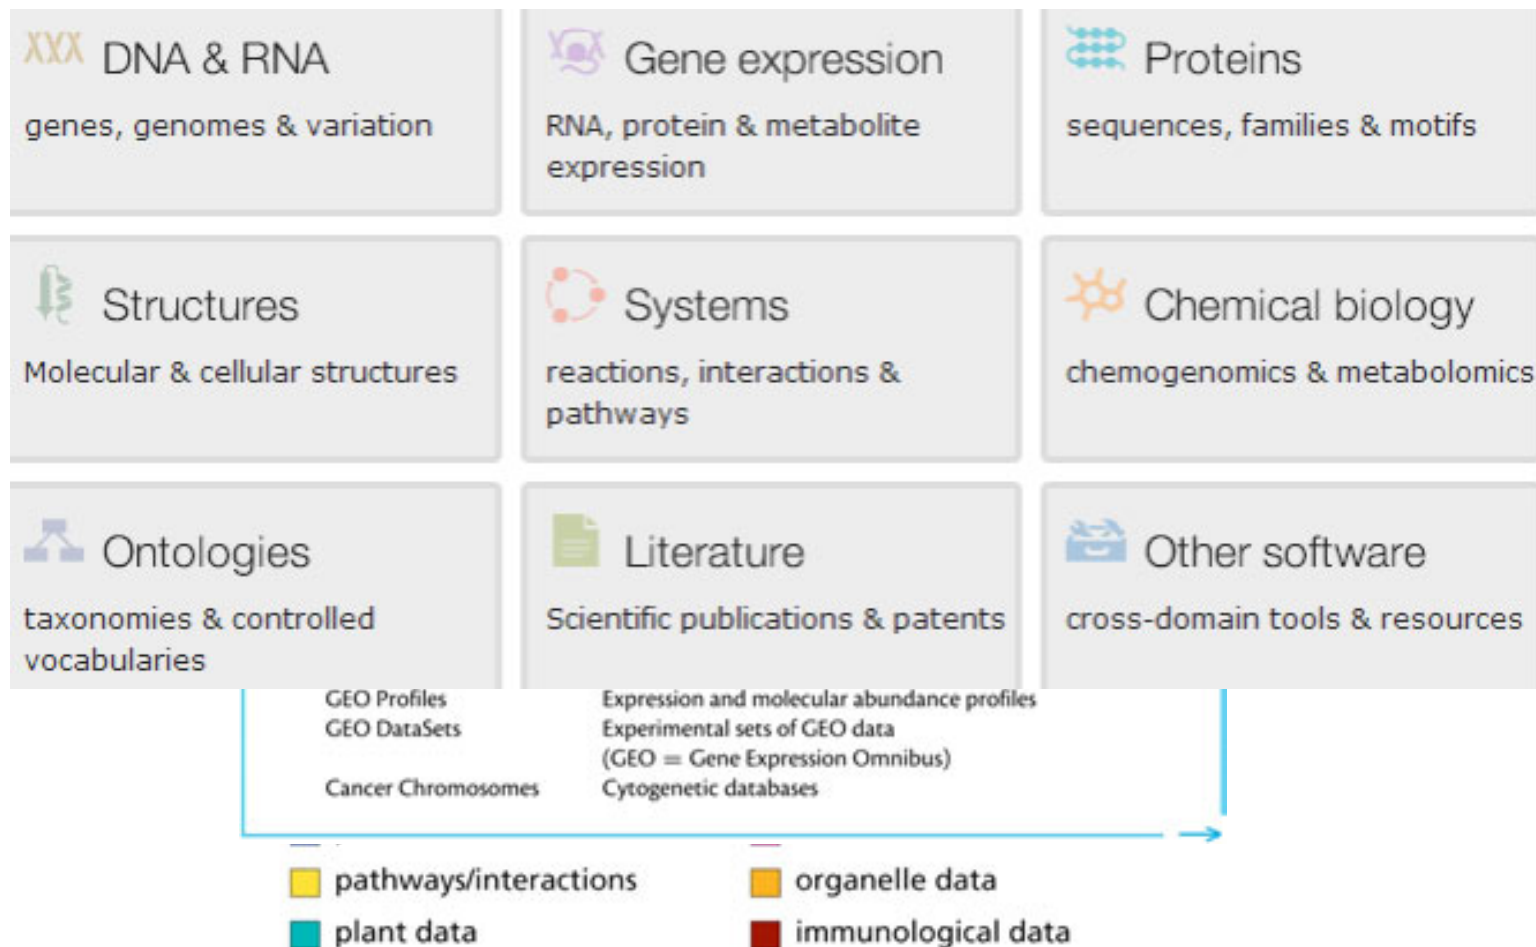 DNA & RNA
genes, genomes & variation
Gene expression
RNA, protein & metabolite
expression
Proteins
sequences, families & motifs
Structures
Molecular & cellular structures
Systems
reactions, interactions &
pathways
Chemical biology
chemogenomics & metabolomics
Ontologies
taxonomies & controlled
vocabularies
Literature
Scientific publications & patents
Other software
cross-domain tools & resources
GEO Profiles Expression and molecular abundance profiles
GEO DataSets Experimental sets of GEO data
(GEO = Gene Expression Omnibus)
Cancer Chromosomes Cytogenetic databases
pathways/interactions organelle data
plant data immunological data